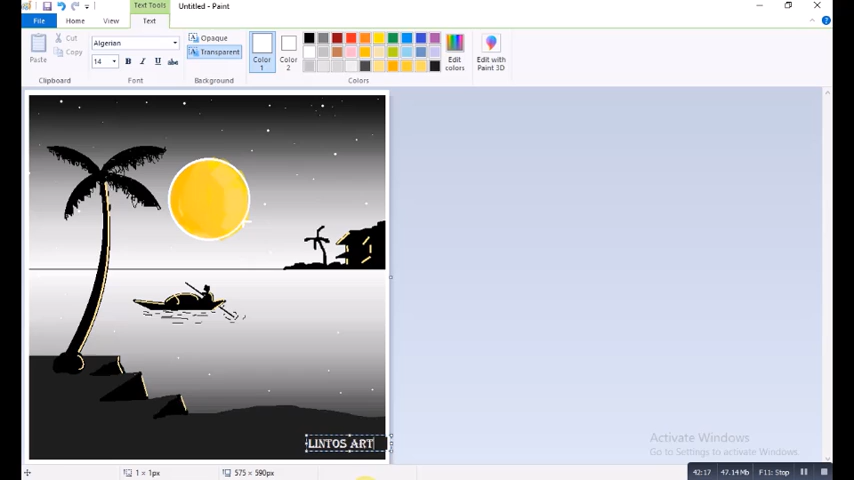 Text Tools
Untitled - Paint
File
Home
View
Text
Paste
Cut
Copy
Clipboard
Algerian
14
B
I
U
abc
Font
Opaque
Transparent
Background
Color
1
Color
2
Edit
colors
Colors
Edit with
Paint 3D
LINTOS ART
Activate Windows
Go to Settings to activate Windows.
1 × 1px
575 × 590px
42:17
47.14 MB
F11: Stop